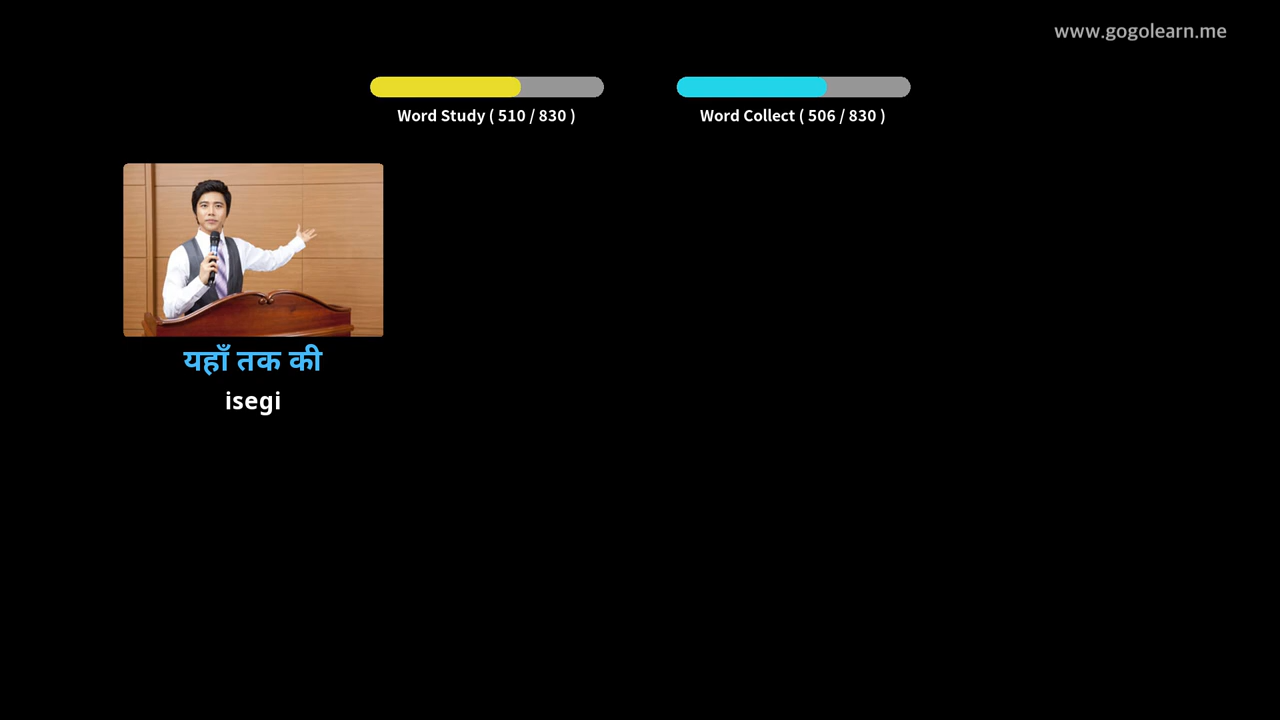 www.gogolearn.me
Word Study ( 510 / 830 )
Word Collect ( 506 / 830 )
यहाँ तक की
isegi